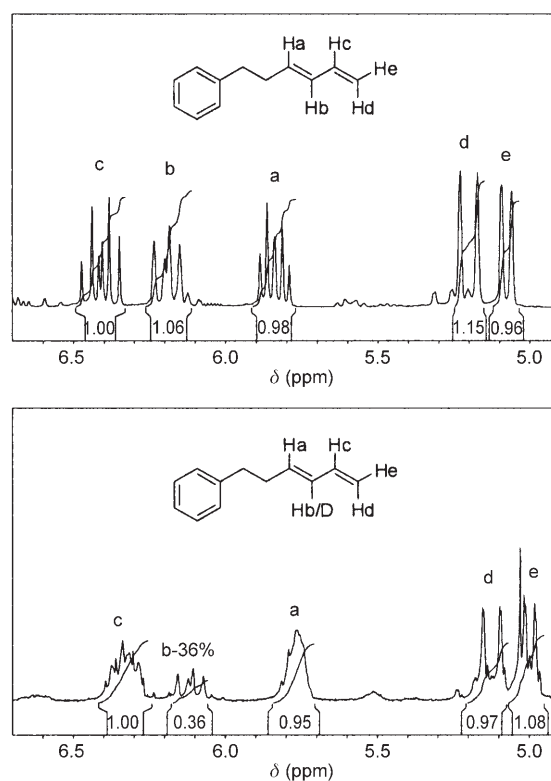 Ha Hc
He
Hb Hd
c b a d e
1.00 1.06 0.98 1.15 0.96
6.5 6.0 5.5 5.0
δ (ppm)
Ha Hc
He
Hb/D Hd
c b-36% a d e
1.00 0.36 0.95 0.97 1.08
6.5 6.0 5.5 5.0
δ (ppm)